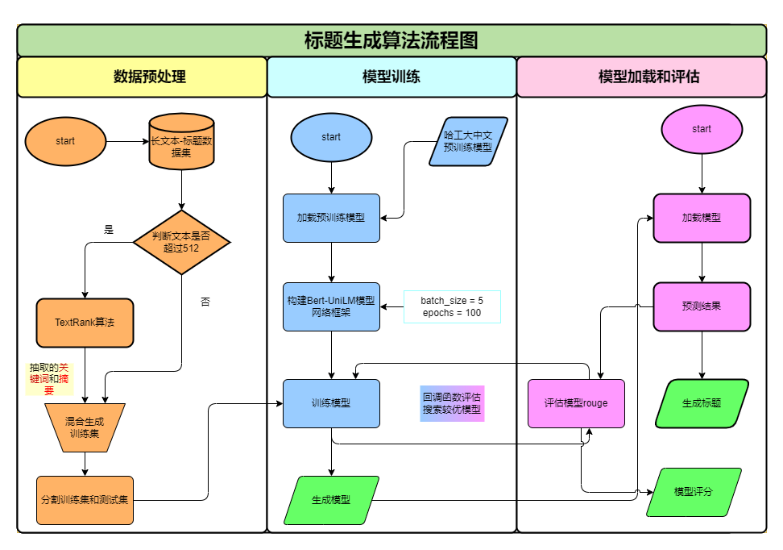 标题生成算法流程图
数据预处理
模型训练
模型加载和评估
start
长文本-标题数
据集
判断文本是否
超过512
是
否
TextRank算法
抽取的关
键词和摘
要
混合生成
训练集
分割训练集和测试集
start
哈工大中文
预训练模型
加载预训练模型
构建Bert-UniLM模型
网络框架
batch_size = 5
epochs = 100
训练模型
回调函数评估
搜索较优模型
生成模型
start
加载模型
预测结果
评估模型rouge
生成标题
模型评分